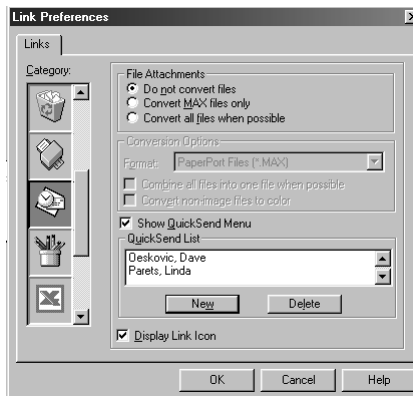 Link Preferences
Links
Category:
File Attachments
Do not convert files
Convert MAX files only
Convert all files when possible
Conversion Options
Format: PaperPort Files (*.MAX)
Combine all files into one file when possible
Convert non-image files to color
Show QuickSend Menu
QuickSend List
Oeskovic, Dave
Parets, Linda
New Delete
Display Link Icon
OK Cancel Help